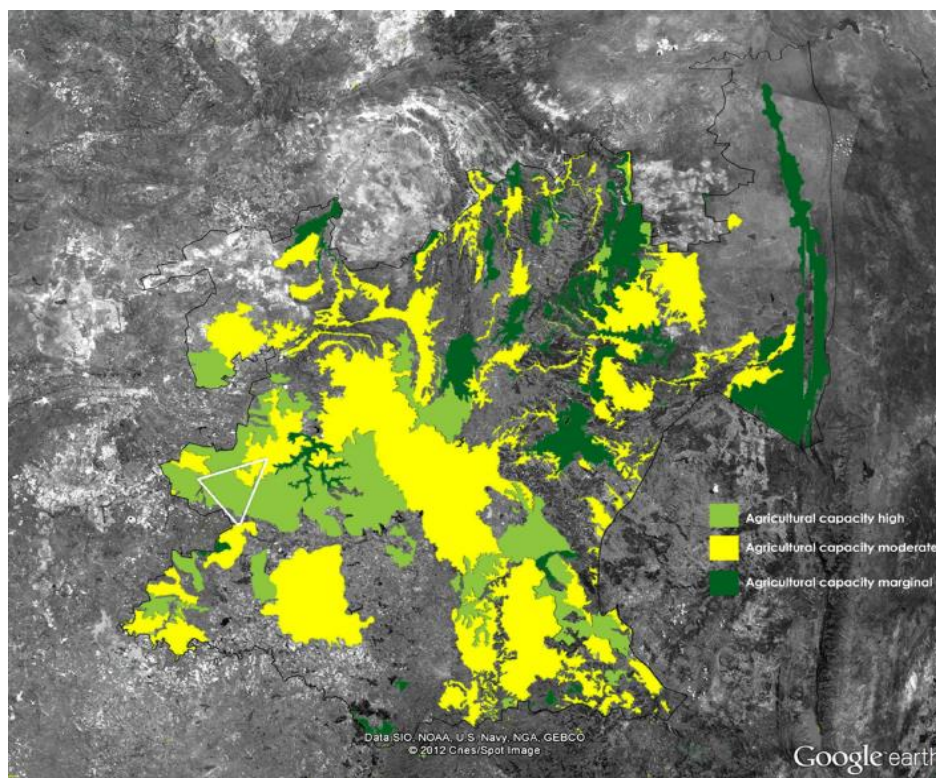 Agricultural capacity high
Agricultural capacity moderate
Agricultural capacity marginal
Data SIO, NOAA, U.S. Navy, NGA, GEBCO
© 2012 Cnes/Spot Image
Google earth